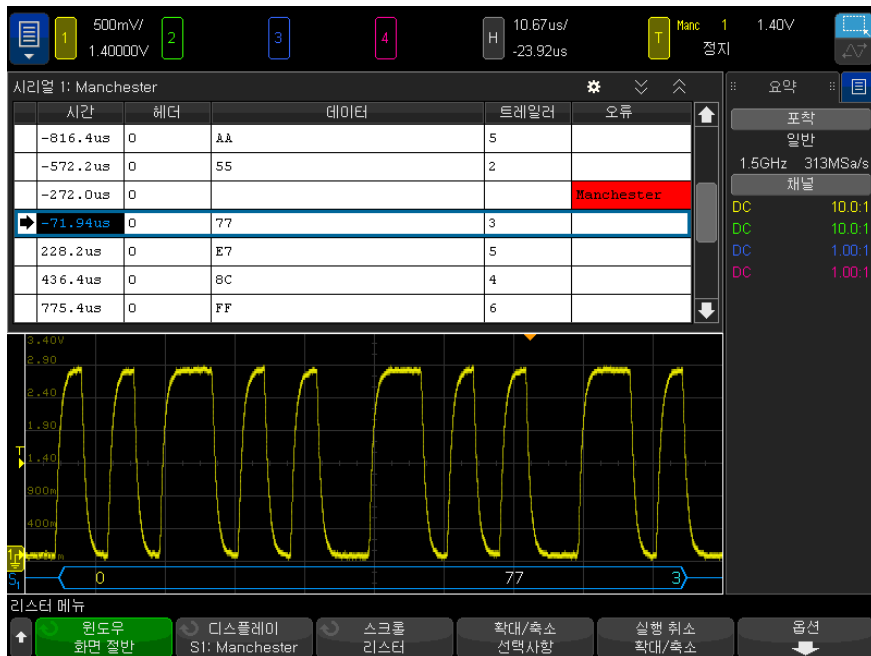 1 500mV/ 1.40000V 2 3 4 H 10.67us/ -23.92us T Manc 1 1.40V 정지
시리얼 1: Manchester
시간 헤더 데이터 트레일러 오류
-816.4us 0 AA 5
-572.2us 0 55 2
-272.0us 0 Manchester
-71.94us 0 77 3
228.2us 0 E7 5
436.4us 0 8C 4
775.4us 0 FF 6
요약
포착
일반
1.5GHz 313MSa/s
채널
DC 10.0:1
DC 10.0:1
DC 1.00:1
DC 1.00:1
3.40V
2.90
2.40
1.90
T 1.40
900m
400m
1
S1 0 77 3
리스터 메뉴
윈도우 화면 절반
디스플레이 S1: Manchester
스크롤 리스터
확대/축소 선택사항
실행 취소 확대/축소
옵션